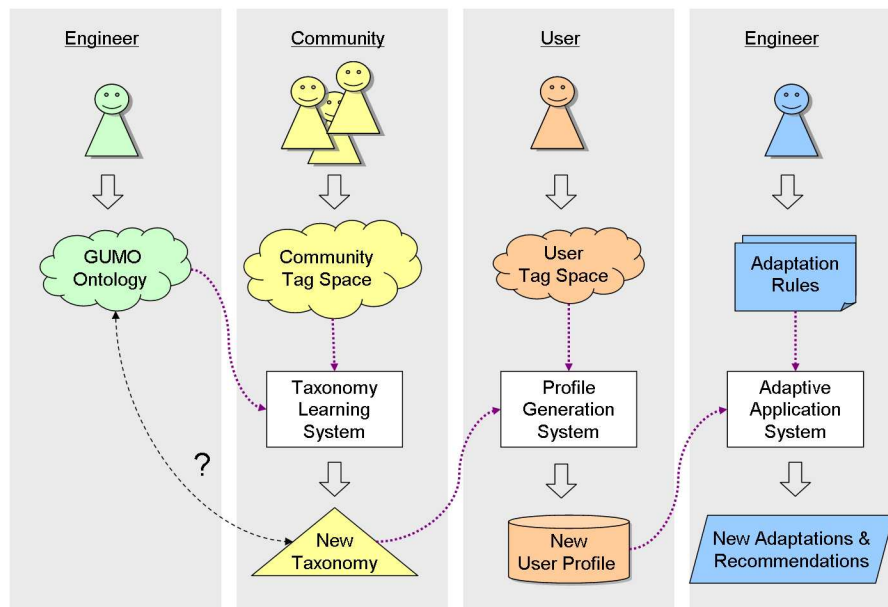 Engineer
Community
User
Engineer
GUMO
Ontology
Community
Tag Space
User
Tag Space
Adaptation
Rules
Taxonomy
Learning
System
Profile
Generation
System
Adaptive
Application
System
?
New
Taxonomy
New
User Profile
New Adaptations &
Recommendations